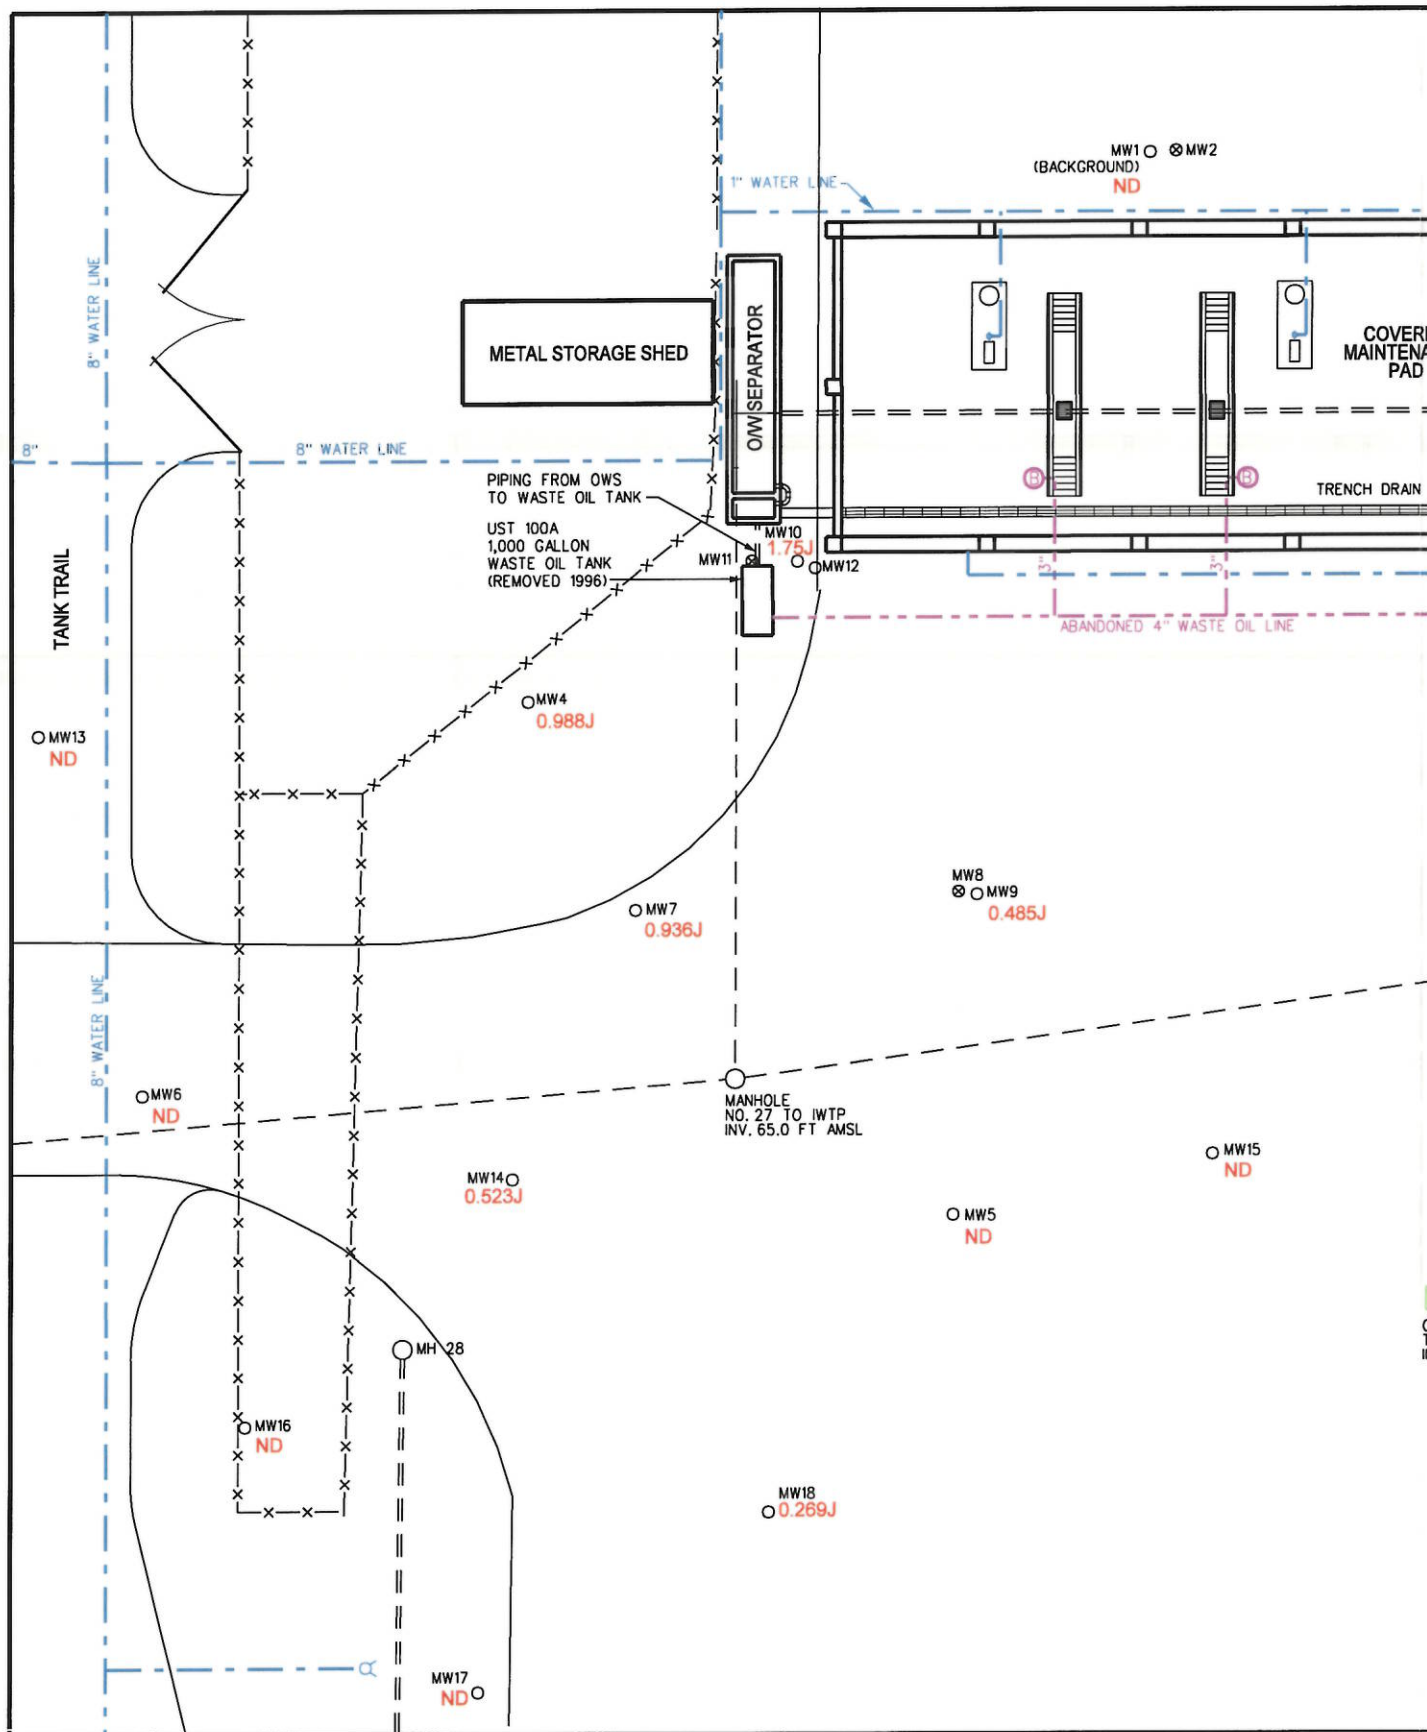 MW1
MW2
(BACKGROUND)
ND
1" WATER LINE
8" WATER LINE
METAL STORAGE SHED
O/W SEPARATOR
PAD
8"
8" WATER LINE
PIPING FROM OWS
TO WASTE OIL TANK
UST 100A
1,000 GALLON
WASTE OIL TANK
(REMOVED 1996)
B
B
TRENCH DRAIN
MW10
1.75J
MW11
MW12
3"
3"
ABANDONED 4" WASTE OIL LINE
TANK TRAIL
MW4
0.988J
MW13
ND
MW8
MW9
0.485J
MW7
0.936J
8" WATER LINE
MW6
ND
MANHOLE
NO. 27 TO IWTP
INV. 65.0 FT AMSL
MW15
ND
MW14
0.523J
MW5
ND
MH 28
MW16
ND
MW18
0.269J
MW17
ND